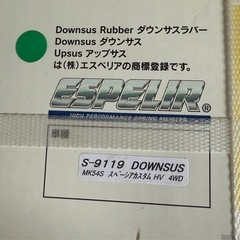 Downsus Rubber ダウンサスラバー
Downsus ダウンサス
Upsus アップサス
は(株)エスペリアの商標登録です。
ESPELIR®
HIGH PERFORMANCE SPRING MEMBERS
車種
S-9119 DOWNSUS
MK54S スペーシアカスタム HV 4WD